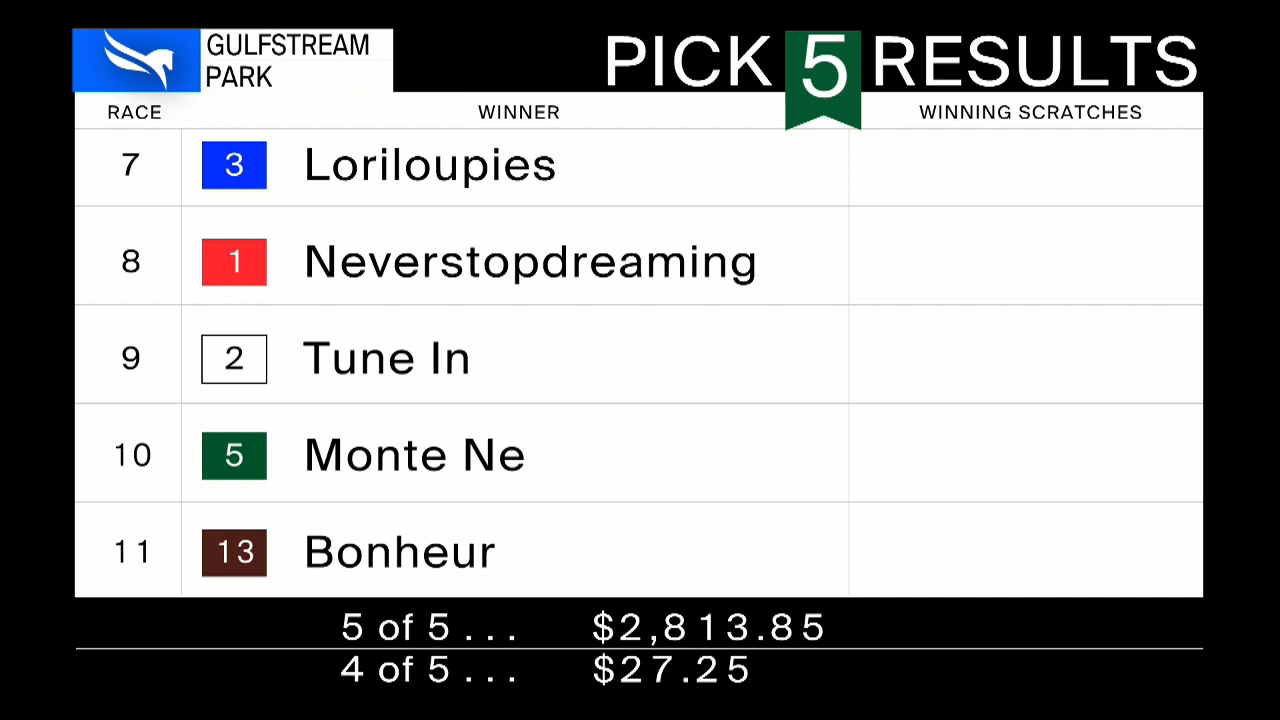 GULFSTREAM
PARK
PICK 5 RESULTS
RACE WINNER WINNING SCRATCHES
7 3 Loriloupies
8 1 Neverstopdreaming
9 2 Tune In
10 5 Monte Ne
11 13 Bonheur
5 of 5 . . . $2,813.85
4 of 5 . . . $27.25